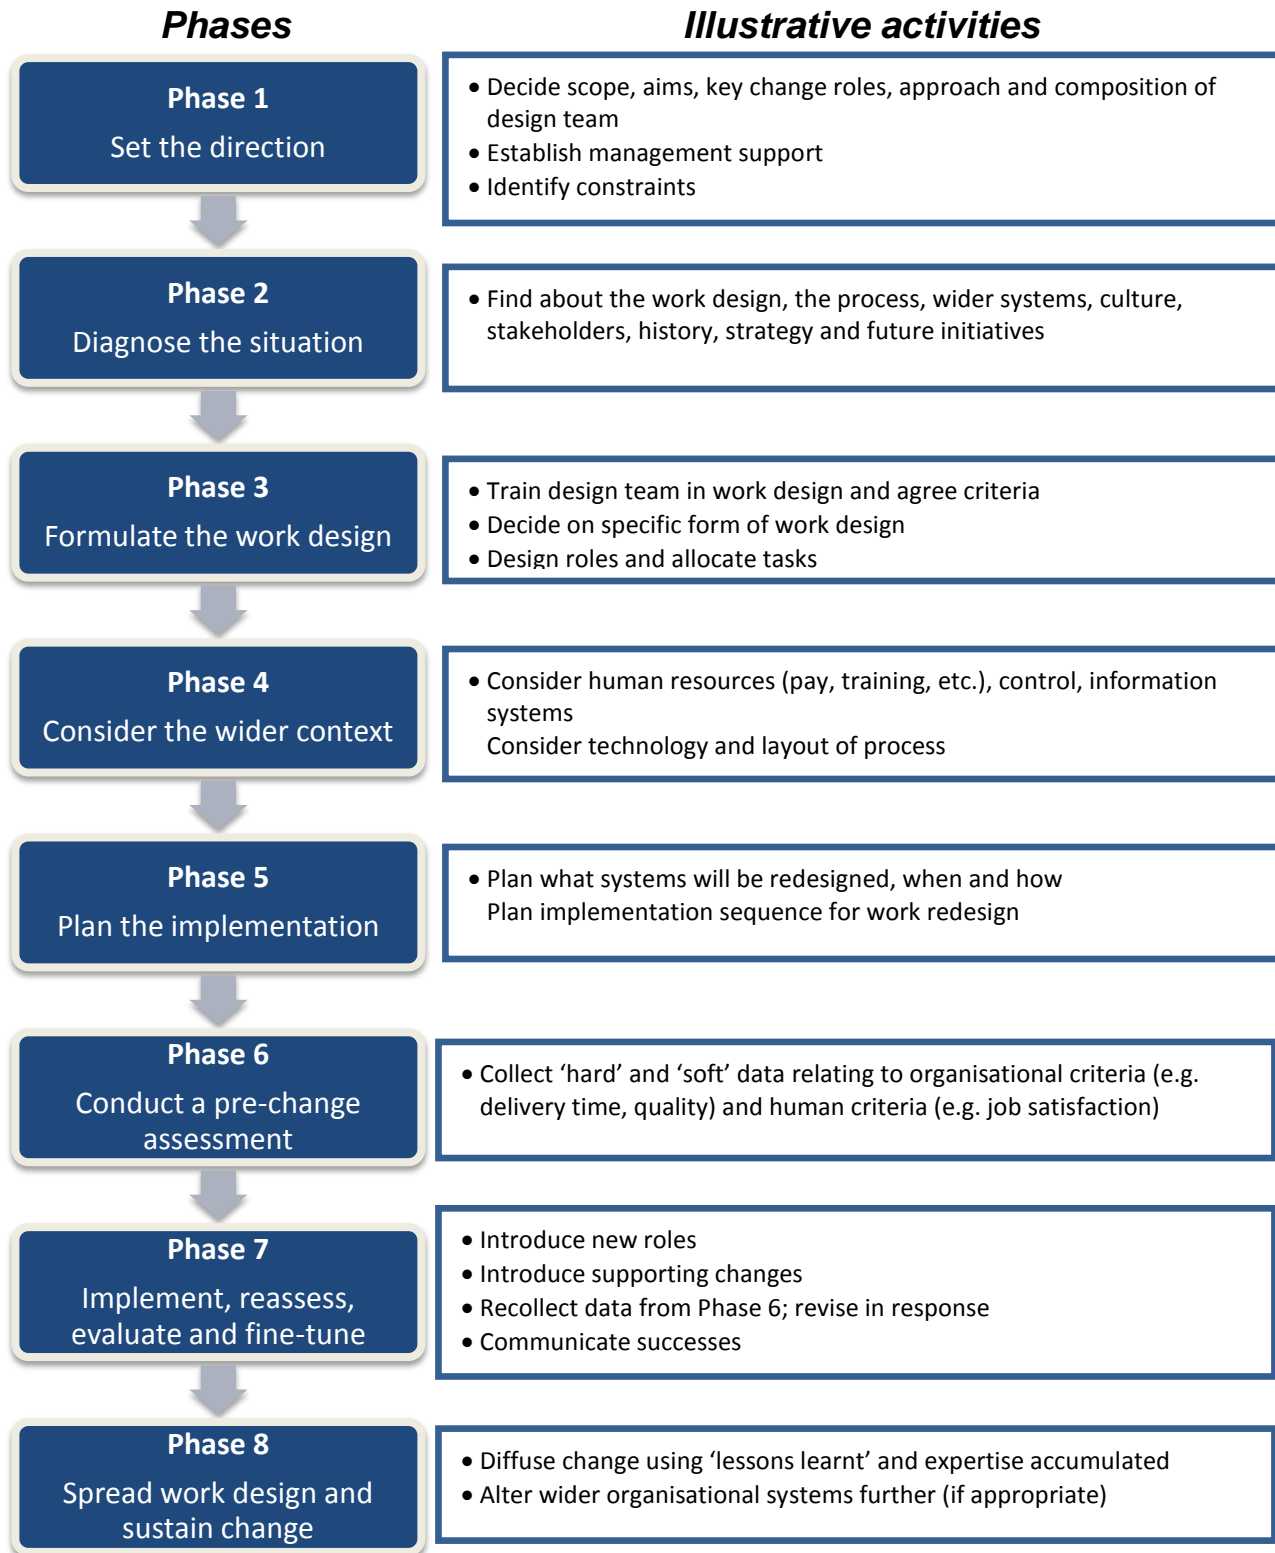 Phases
Illustrative activities
Phase 1
Set the direction
• Decide scope, aims, key change roles, approach and composition of
design team
• Establish management support
• Identify constraints
Phase 2
Diagnose the situation
• Find about the work design, the process, wider systems, culture,
stakeholders, history, strategy and future initiatives
Phase 3
Formulate the work design
• Train design team in work design and agree criteria
• Decide on specific form of work design
• Design roles and allocate tasks
Phase 4
Consider the wider context
• Consider human resources (pay, training, etc.), control, information
systems
Consider technology and layout of process
Phase 5
Plan the implementation
• Plan what systems will be redesigned, when and how
Plan implementation sequence for work redesign
Phase 6
Conduct a pre-change
assessment
• Collect ‘hard’ and ‘soft’ data relating to organisational criteria (e.g.
delivery time, quality) and human criteria (e.g. job satisfaction)
Phase 7
Implement, reassess,
evaluate and fine-tune
• Introduce new roles
• Introduce supporting changes
• Recollect data from Phase 6; revise in response
• Communicate successes
Phase 8
Spread work design and
sustain change
• Diffuse change using ‘lessons learnt’ and expertise accumulated
• Alter wider organisational systems further (if appropriate)